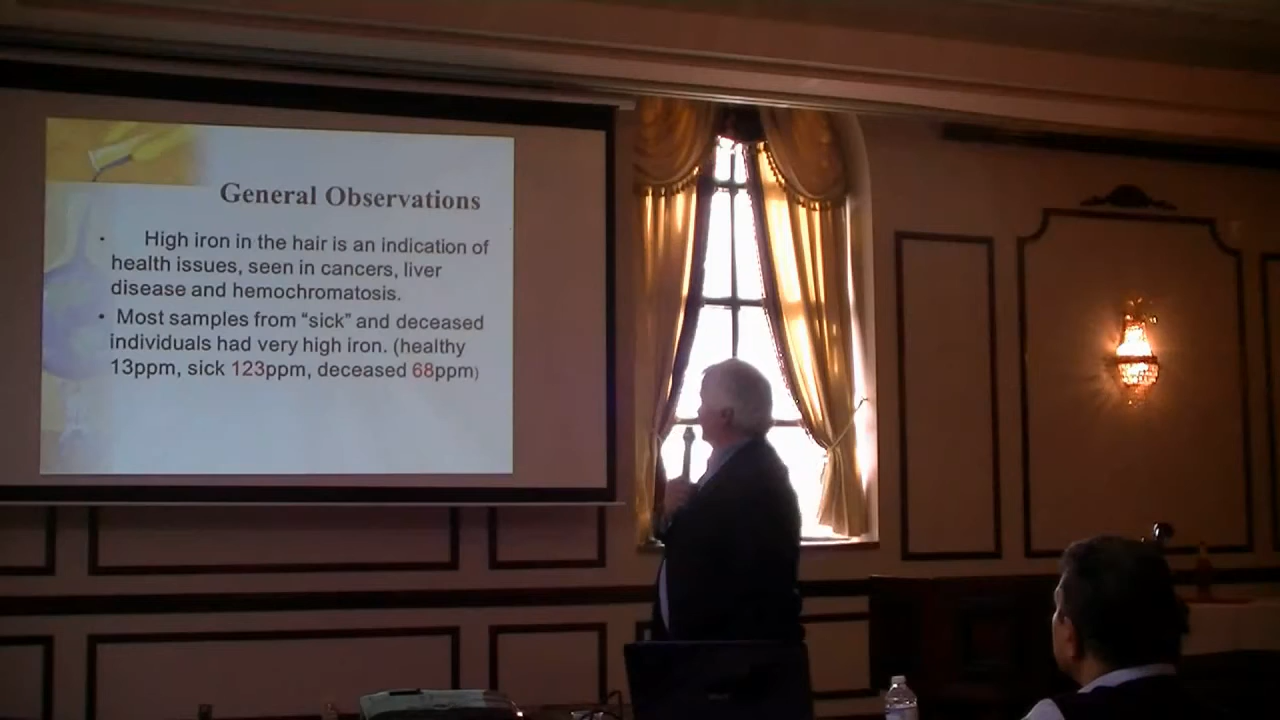 General Observations
• High iron in the hair is an indication of
health issues, seen in cancers, liver
disease and hemochromatosis.
• Most samples from “sick” and deceased
individuals had very high iron. (healthy
13ppm, sick 123ppm, deceased 68ppm)